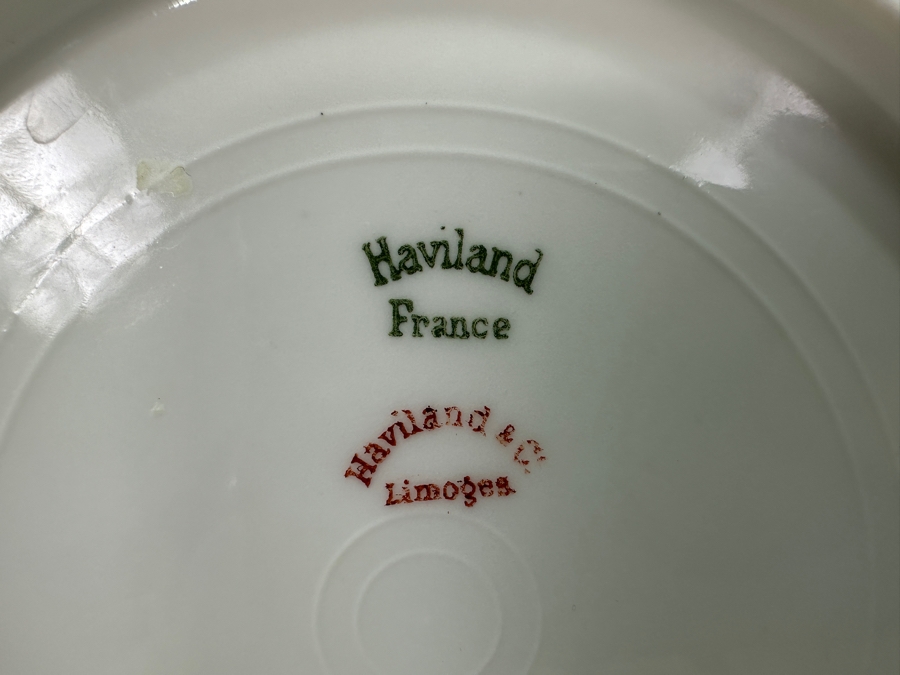 Haviland
France
Haviland & Co.
Limoges